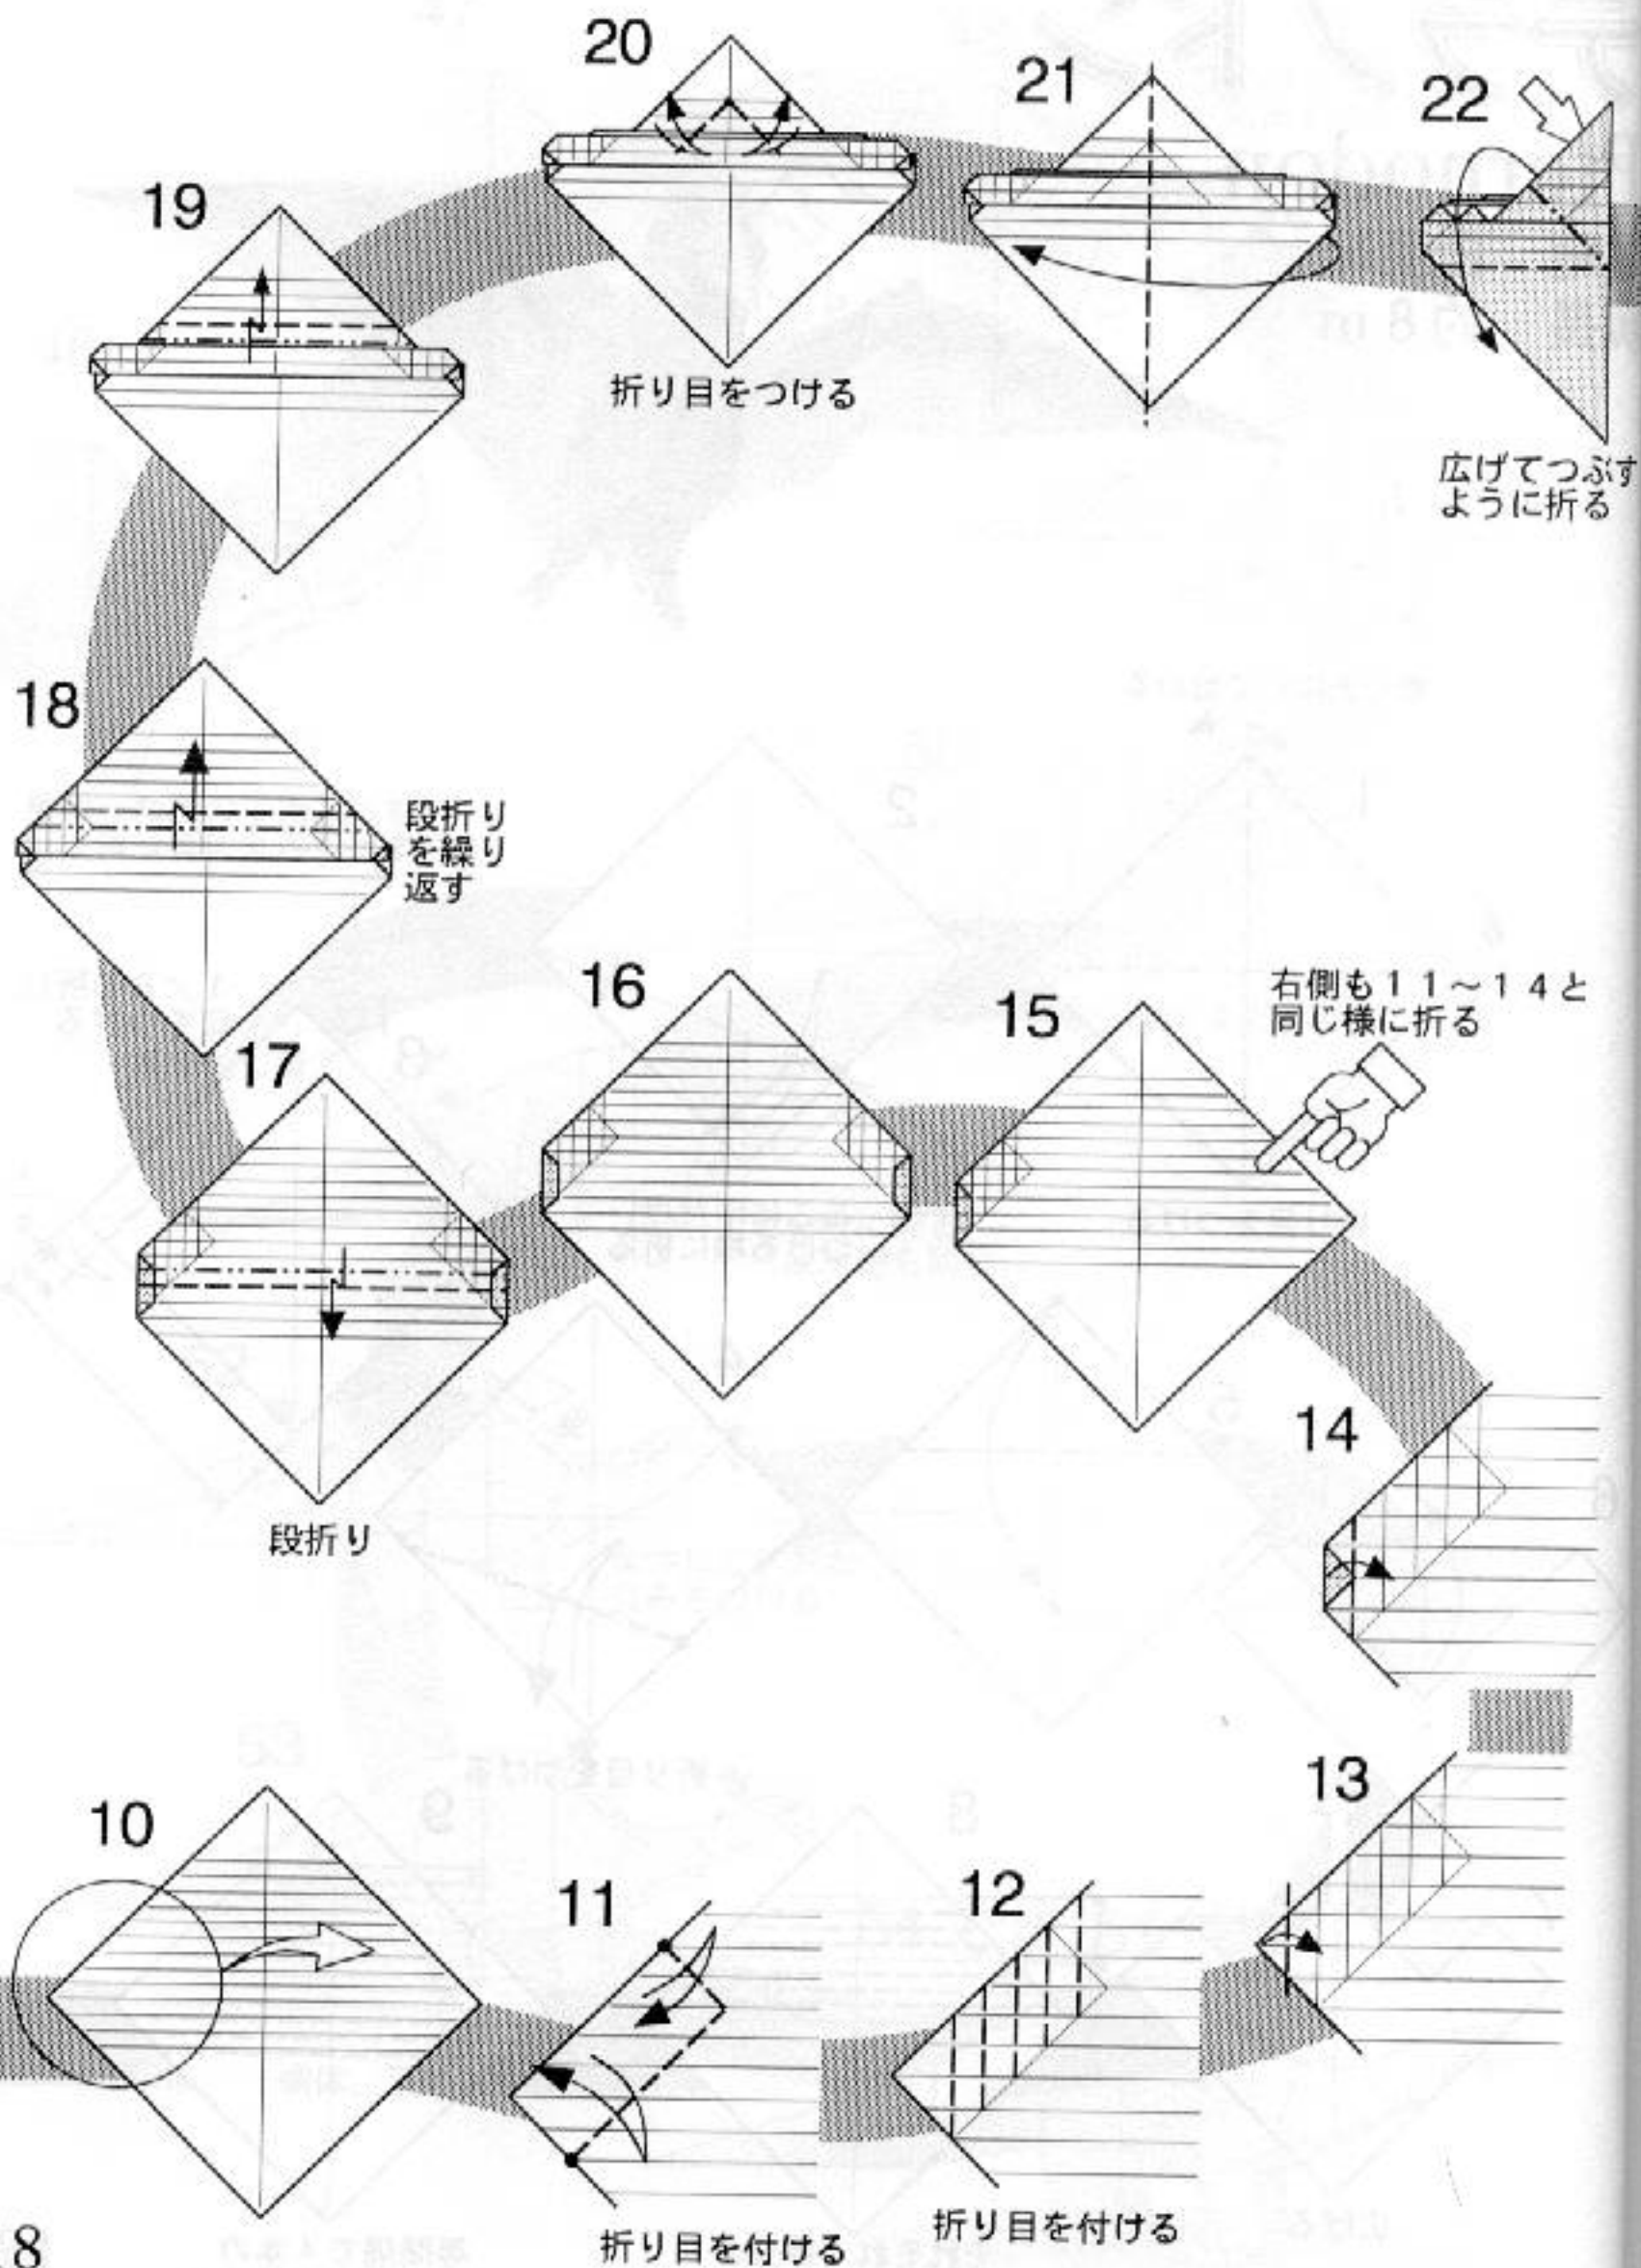 10
11
折り目を付ける
12
折り目を付ける
13
14
15
右側も１１〜１４と
同じ様に折る
16
17
段折り
18
段折り
を繰り
返す
19
20
折り目をつける
21
22
広げてつぶす
ように折る
8